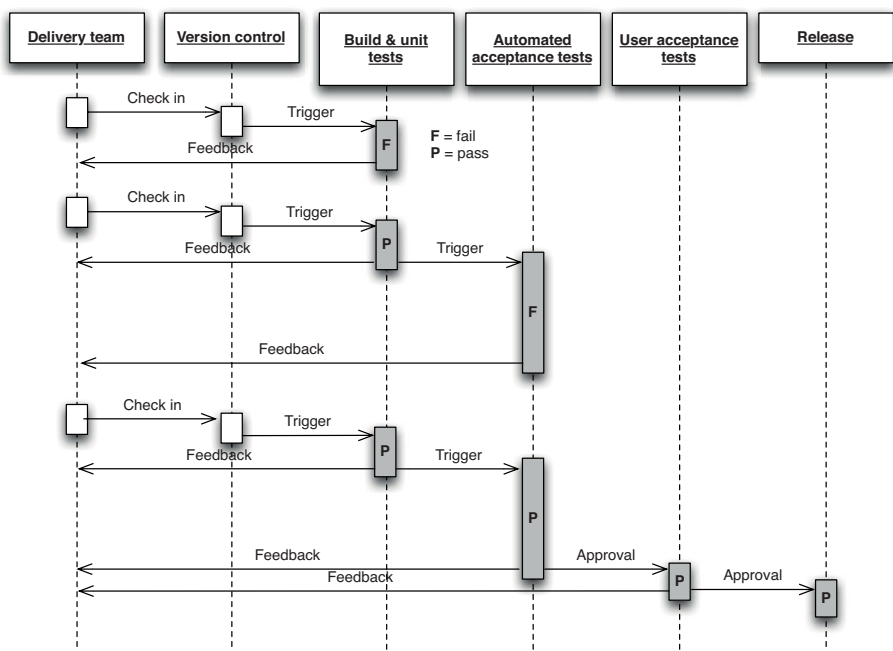 Delivery team
Version control
Build & unit
tests
Automated
acceptance tests
User acceptance
tests
Release
Check in
Trigger
F = fail
P = pass
F
Feedback
Check in
Trigger
P
Feedback
Trigger
F
Feedback
Check in
Trigger
P
Feedback
Trigger
P
Feedback
Approval
P
Feedback
Approval
P